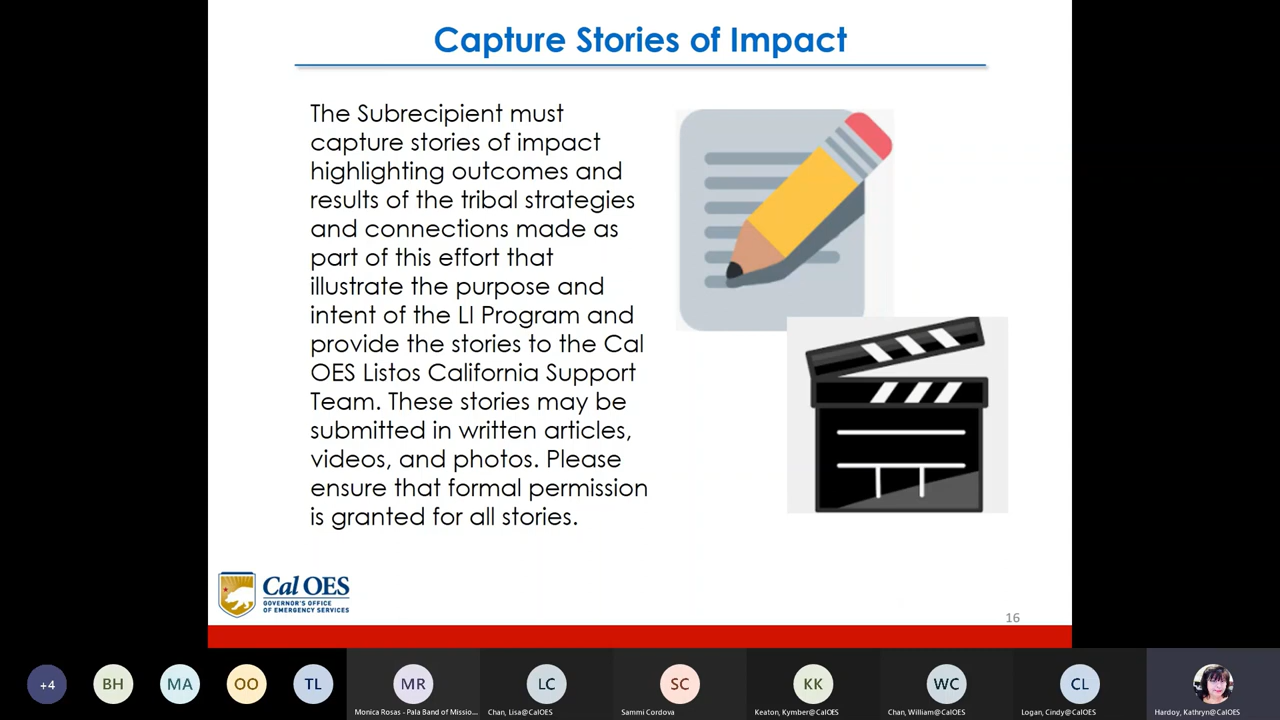 Capture Stories of Impact
The Subrecipient must
capture stories of impact
highlighting outcomes and
results of the tribal strategies
and connections made as
part of this effort that
illustrate the purpose and
intent of the LI Program and
provide the stories to the Cal
OES Listos California Support
Team. These stories may be
submitted in written articles,
videos, and photos. Please
ensure that formal permission
is granted for all stories.
Cal OES
GOVERNOR'S OFFICE
OF EMERGENCY SERVICES
16
+4
BH
MA
OO
TL
MR
LC
SC
KK
WC
CL
Monica Rosas - Pala Band of Missio...
Chan, Lisa@CalOES
Sammi Cordova
Keaton, Kymber@CalOES
Chan, William@CalOES
Logan, Cindy@CalOES
Hardoy, Kathryn@CalOES